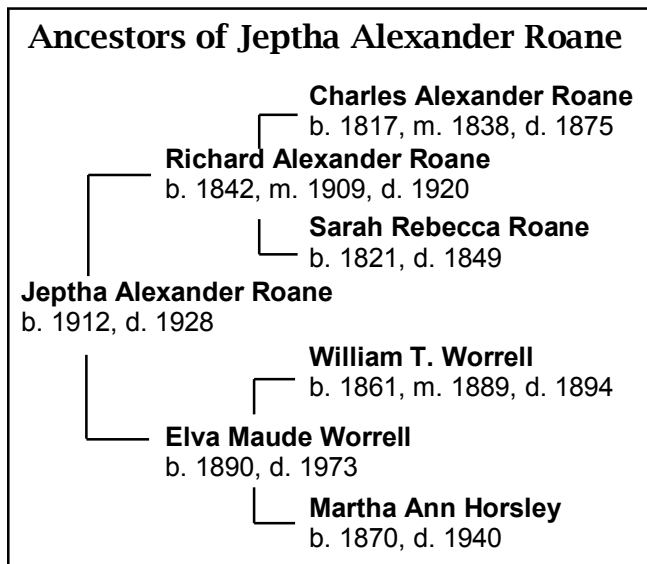 Ancestors of Jeptha Alexander Roane
Charles Alexander Roane
b. 1817, m. 1838, d. 1875
Richard Alexander Roane
b. 1842, m. 1909, d. 1920
Sarah Rebecca Roane
b. 1821, d. 1849
Jeptha Alexander Roane
b. 1912, d. 1928
William T. Worrell
b. 1861, m. 1889, d. 1894
Elva Maude Worrell
b. 1890, d. 1973
Martha Ann Horsley
b. 1870, d. 1940